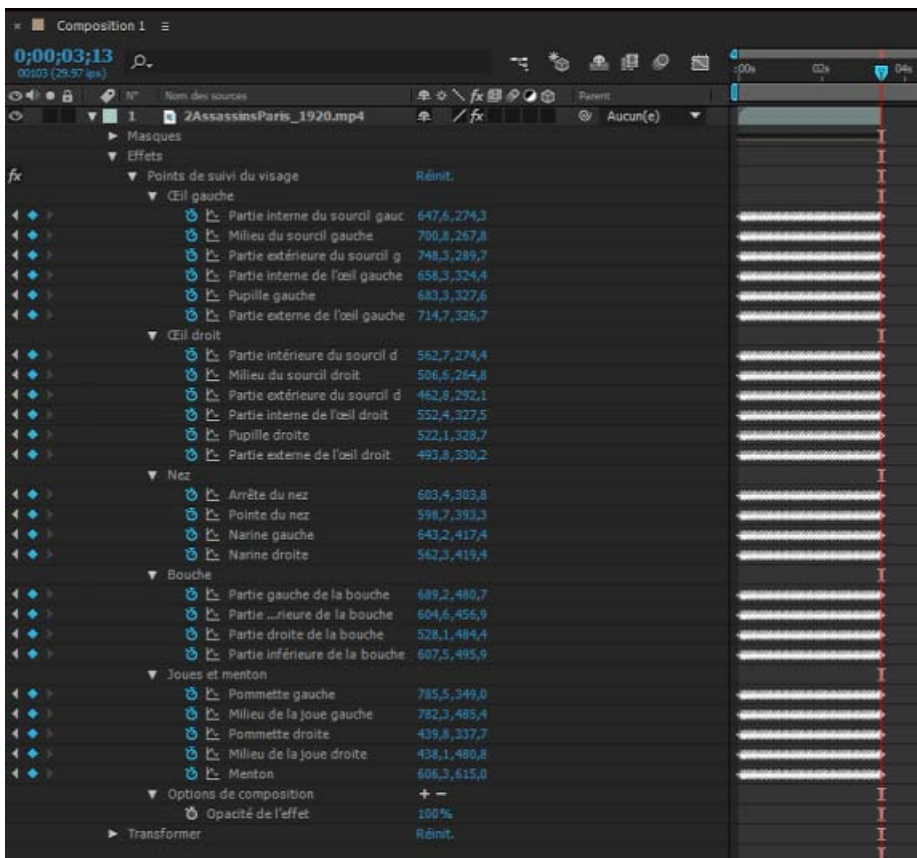 Composition 1
0;00;03;13
00103 (29.97 ips)
:00s 02s 04s
N° Nom des sources Parent
1 2AssassinsParis_1920.mp4 Aucun(e)
Masques
Effets
fx Points de suivi du visage Réinit.
Œil gauche
Partie interne du sourcil gauc 647,6,274,3
Milieu du sourcil gauche 700,8,267,8
Partie extérieure du sourcil g 748,3,289,7
Partie interne de l'œil gauche 658,3,324,4
Pupille gauche 683,3,327,6
Partie externe de l'œil gauche 714,7,326,7
Œil droit
Partie intérieure du sourcil d 562,7,274,4
Milieu du sourcil droit 506,6,264,8
Partie extérieure du sourcil d 462,8,292,1
Partie interne de l'œil droit 552,4,327,5
Pupille droite 522,1,328,7
Partie externe de l'œil droit 493,8,330,2
Nez
Arrête du nez 603,4,303,8
Pointe du nez 598,7,393,3
Narine gauche 643,2,417,4
Narine droite 562,3,419,4
Bouche
Partie gauche de la bouche 689,2,480,7
Partie ...rieure de la bouche 604,6,456,9
Partie droite de la bouche 528,1,484,4
Partie inférieure de la bouche 607,5,495,9
Joues et menton
Pommette gauche 785,5,349,0
Milieu de la joue gauche 782,3,485,4
Pommette droite 439,8,337,7
Milieu de la joue droite 438,1,480,8
Menton 606,3,615,0
Options de composition + −
Opacité de l'effet 100%
Transformer Réinit.